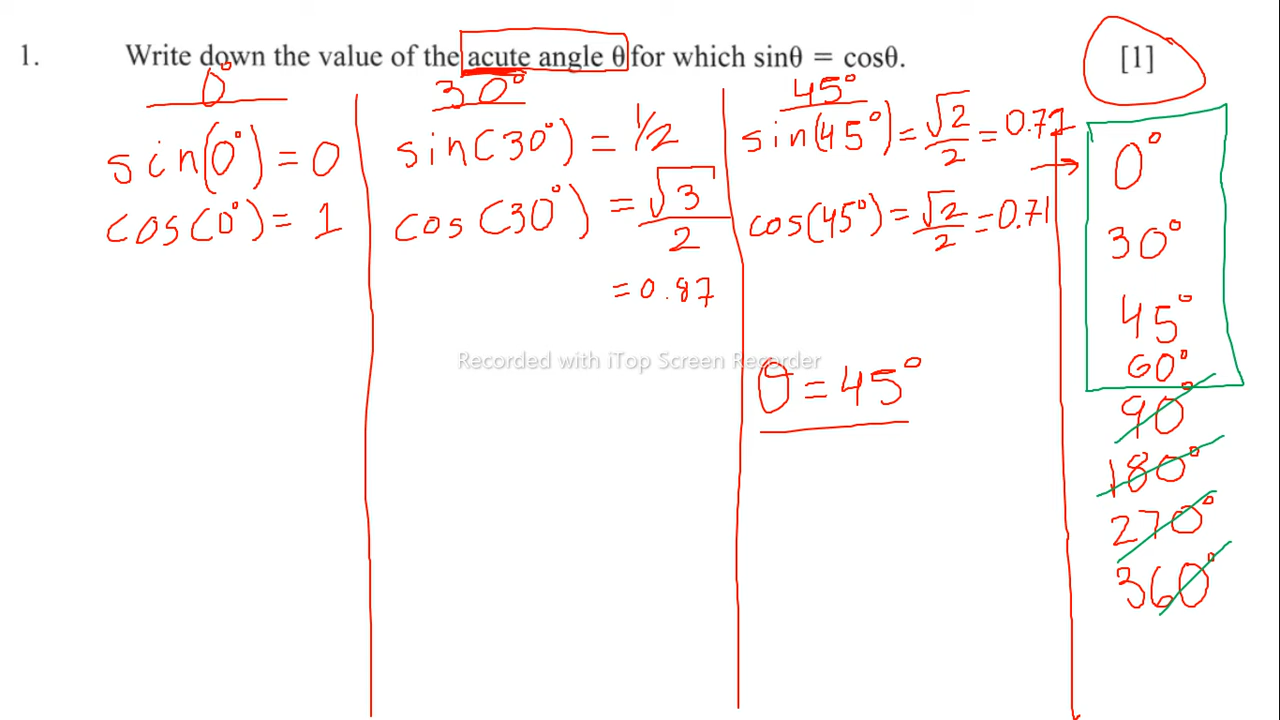 1. Write down the value of the acute angle θ for which sinθ = cosθ. [1]
0°
sin(0°) = 0
cos(0°) = 1
30°
sin(30°) = 1/2
cos(30°) = √3/2
= 0.87
45°
sin(45°) = √2/2 = 0.71
cos(45°) = √2/2 = 0.71
Recorded with iTop Screen Recorder
θ = 45°
→ 0°
30°
45°
60°
90°
180°
270°
360°